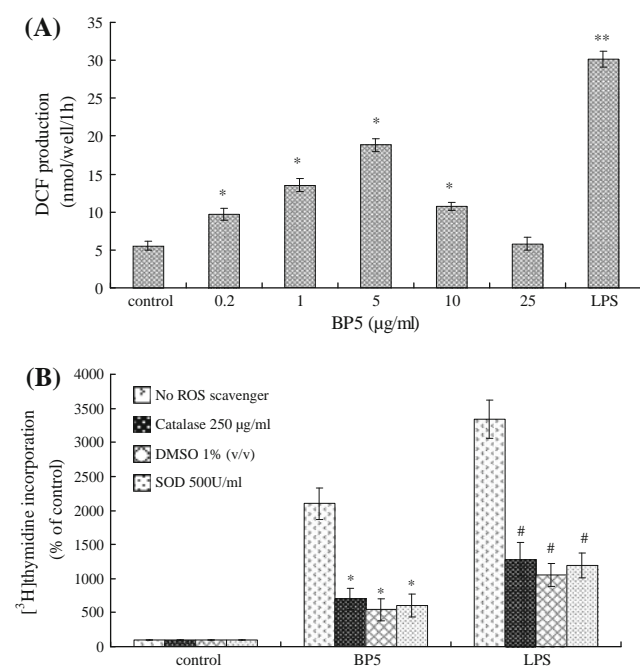 (A)
DCF production
(nmol/well/1h)
35
30
25
20
15
10
5
0
* * * * **
control 0.2 1 5 10 25 LPS
BP5 (μg/ml)
(B)
[³H]thymidine incorporation
(% of control)
4000
3500
3000
2500
2000
1500
1000
500
0
No ROS scavenger
Catalase 250 μg/ml
DMSO 1% (v/v)
SOD 500U/ml
* * * # # #
control BP5 LPS